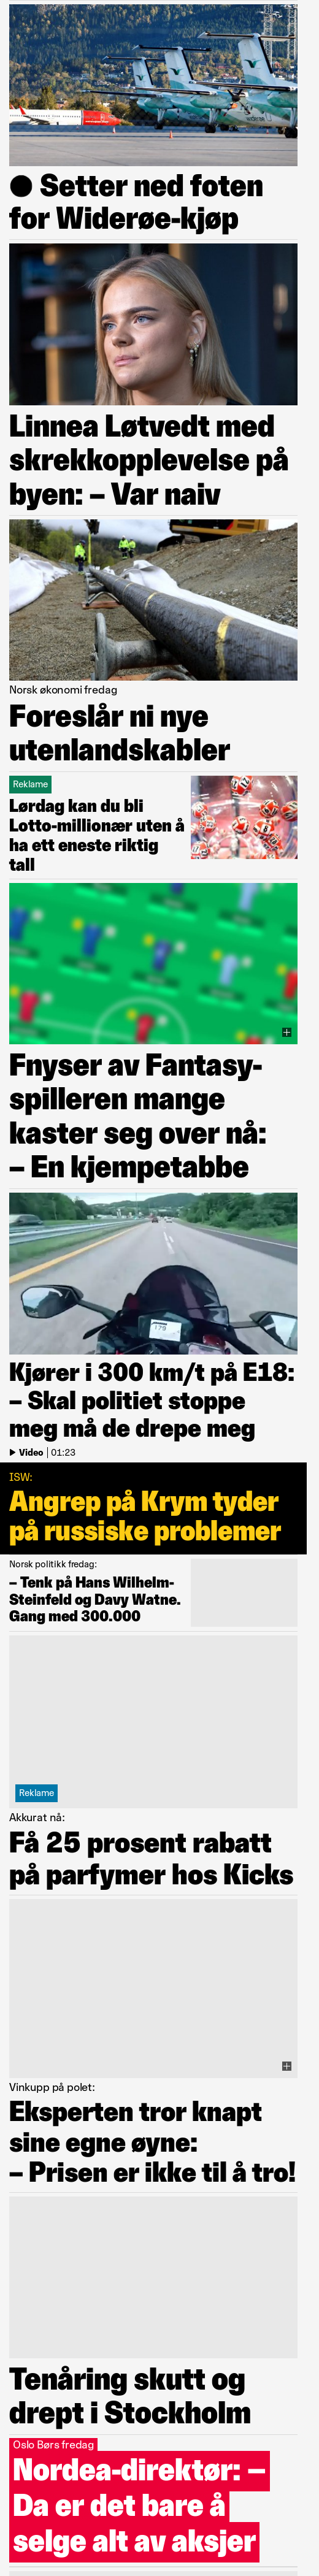 ● Setter ned foten
for Widerøe-kjøp
Linnea Løtvedt med
skrekkopplevelse på
byen: – Var naiv
Norsk økonomi fredag
Foreslår ni nye
utenlandskabler
Reklame
Lørdag kan du bli
Lotto-millionær uten å
ha ett eneste riktig
tall
Fnyser av Fantasy-
spilleren mange
kaster seg over nå:
– En kjempetabbe
Kjører i 300 km/t på E18:
– Skal politiet stoppe
meg må de drepe meg
Video | 01:23
ISW:
Angrep på Krym tyder
på russiske problemer
Norsk politikk fredag:
– Tenk på Hans Wilhelm-
Steinfeld og Davy Watne.
Gang med 300.000
Reklame
Akkurat nå:
Få 25 prosent rabatt
på parfymer hos Kicks
Vinkupp på polet:
Eksperten tror knapt
sine egne øyne:
– Prisen er ikke til å tro!
Tenåring skutt og
drept i Stockholm
Oslo Børs fredag
Nordea-direktør: –
Da er det bare å
selge alt av aksjer